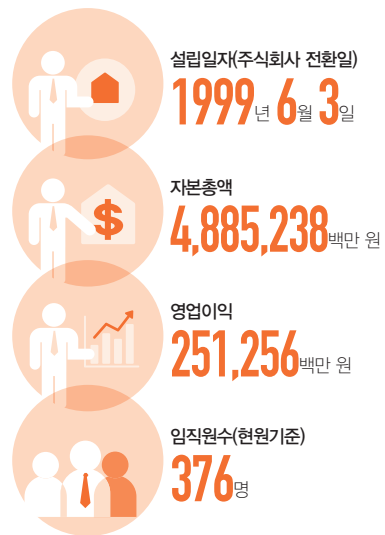 설립일자(주식회사 전환일)
1999년 6월 3일
자본총액
4,885,238백만 원
영업이익
251,256백만 원
임직원수(현원기준)
376명